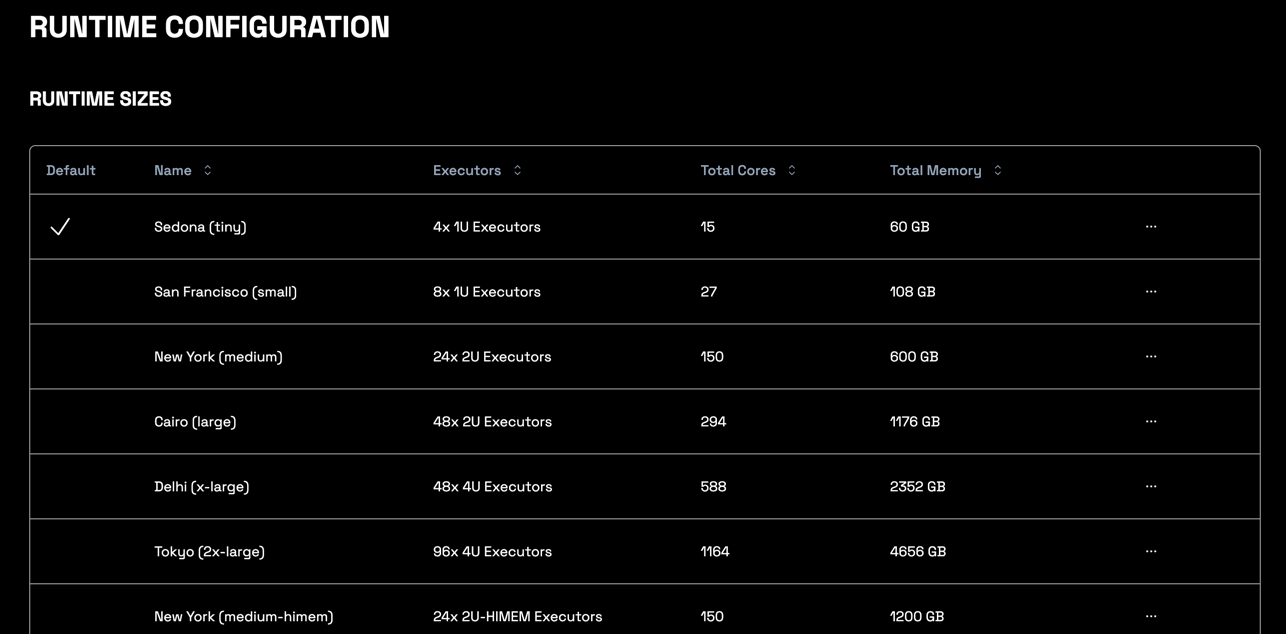 RUNTIME CONFIGURATION
RUNTIME SIZES
Default Name Executors Total Cores Total Memory
Sedona (tiny) 4x 1U Executors 15 60 GB ...
San Francisco (small) 8x 1U Executors 27 108 GB ...
New York (medium) 24x 2U Executors 150 600 GB ...
Cairo (large) 48x 2U Executors 294 1176 GB ...
Delhi (x-large) 48x 4U Executors 588 2352 GB ...
Tokyo (2x-large) 96x 4U Executors 1164 4656 GB ...
New York (medium-himem) 24x 2U-HIMEM Executors 150 1200 GB ...